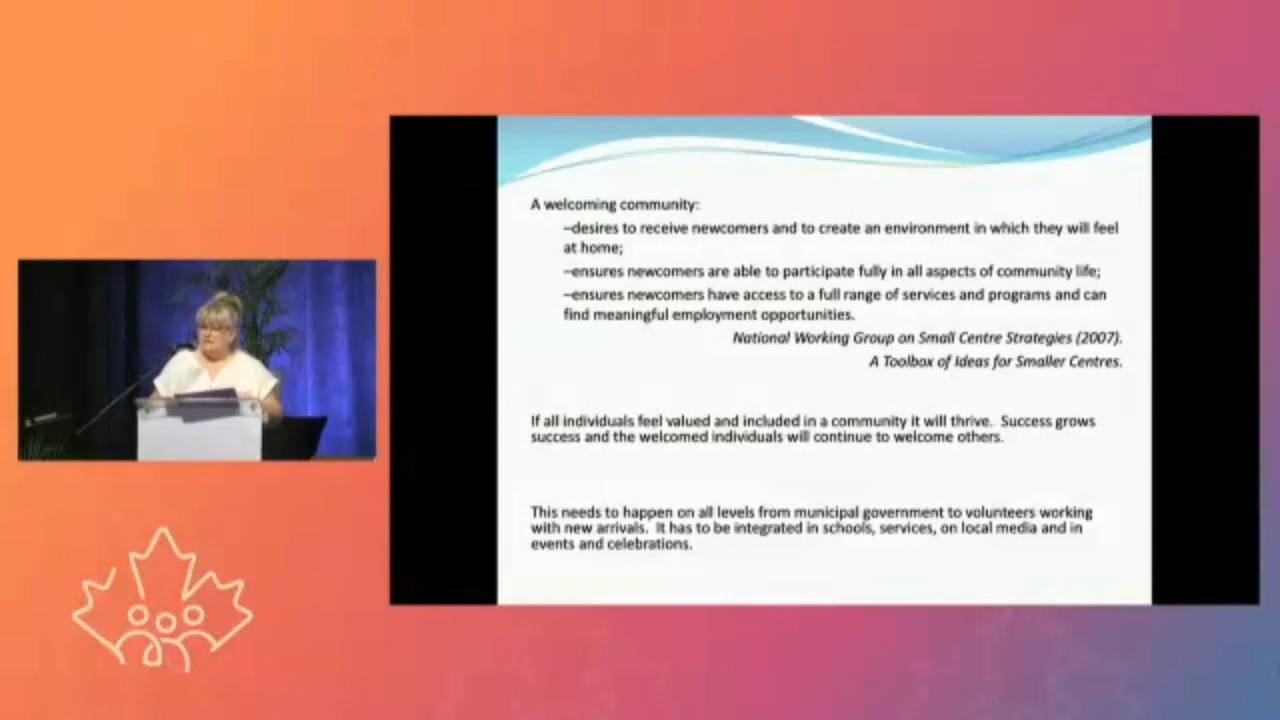 A welcoming community:
–desires to receive newcomers and to create an environment in which they will feel
at home;
–ensures newcomers are able to participate fully in all aspects of community life;
–ensures newcomers have access to a full range of services and programs and can
find meaningful employment opportunities.
National Working Group on Small Centre Strategies (2007).
A Toolbox of Ideas for Smaller Centres.
If all individuals feel valued and included in a community it will thrive.  Success grows
success and the welcomed individuals will continue to welcome others.
This needs to happen on all levels from municipal government to volunteers working
with new arrivals.  It has to be integrated in schools, services, on local media and in
events and celebrations.